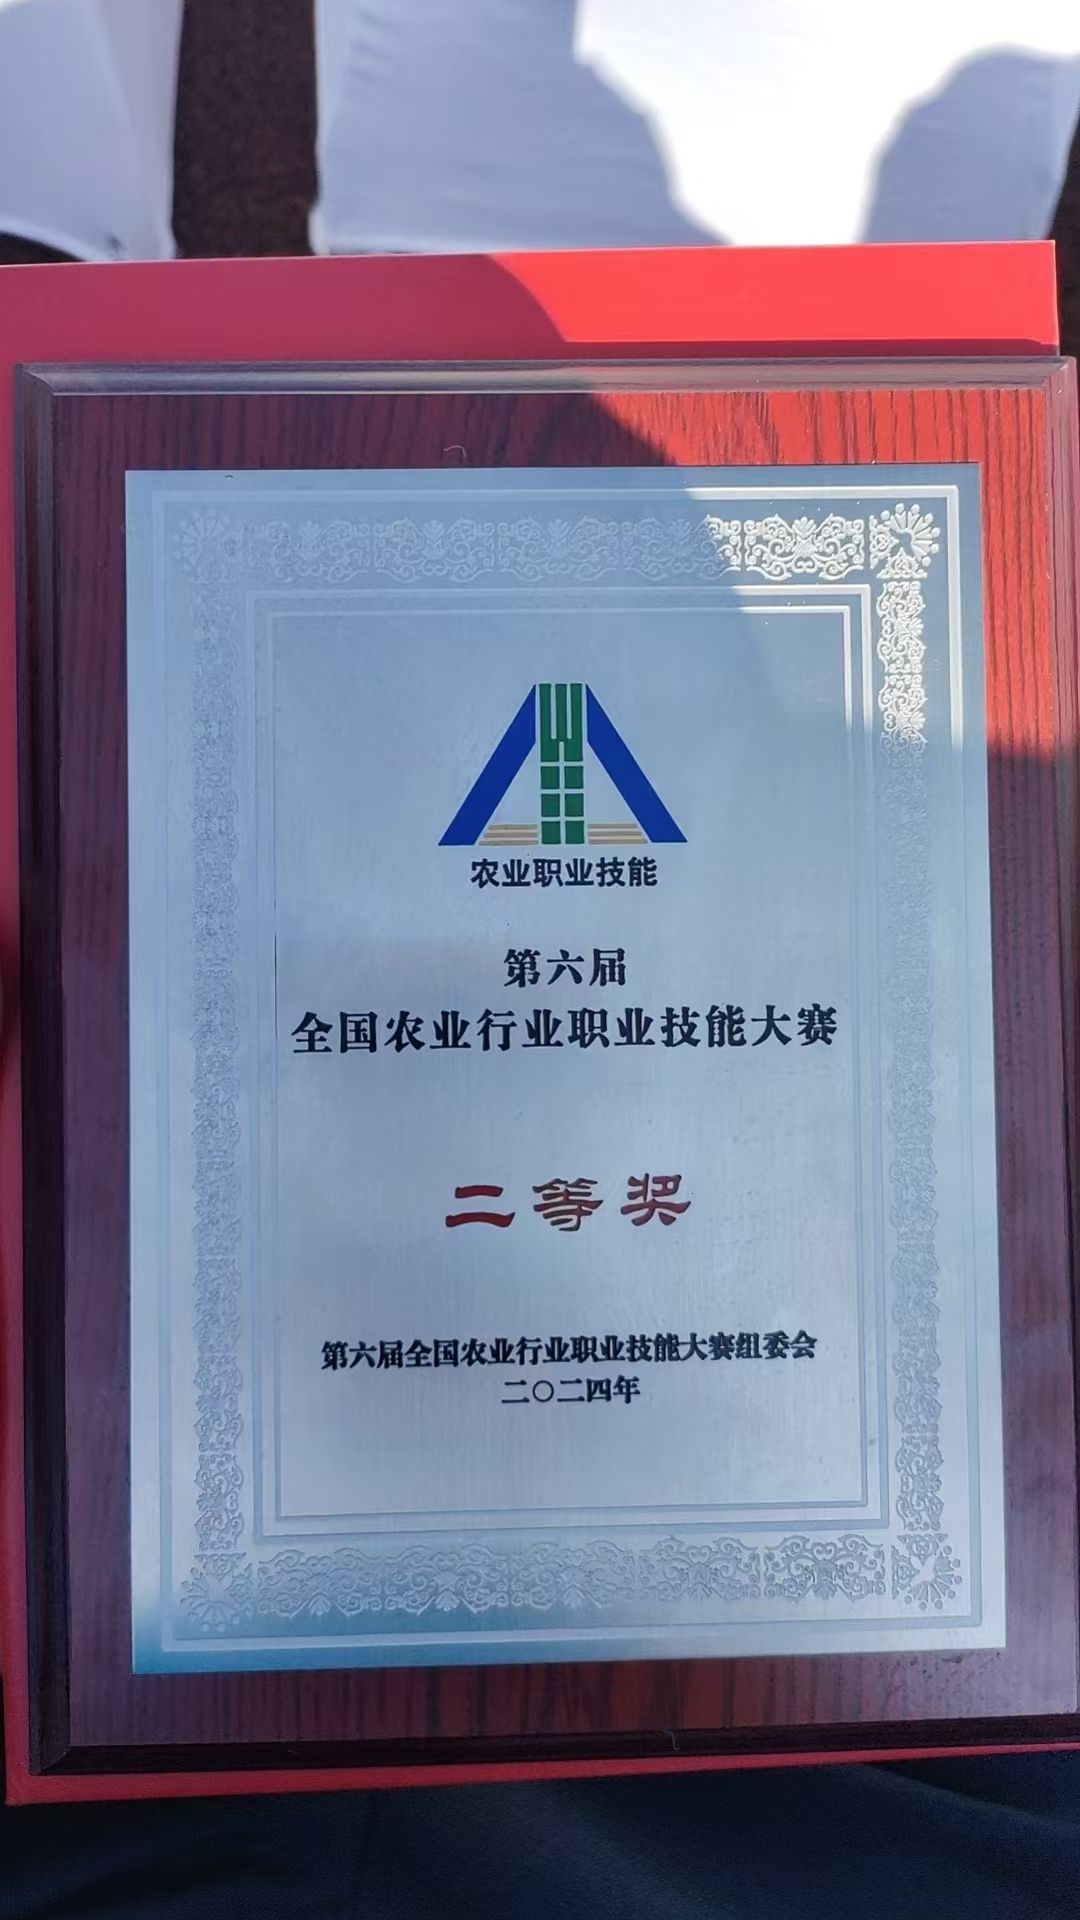 农业职业技能
第六届
全国农业行业职业技能大赛
二等奖
第六届全国农业行业职业技能大赛组委会
二〇二四年